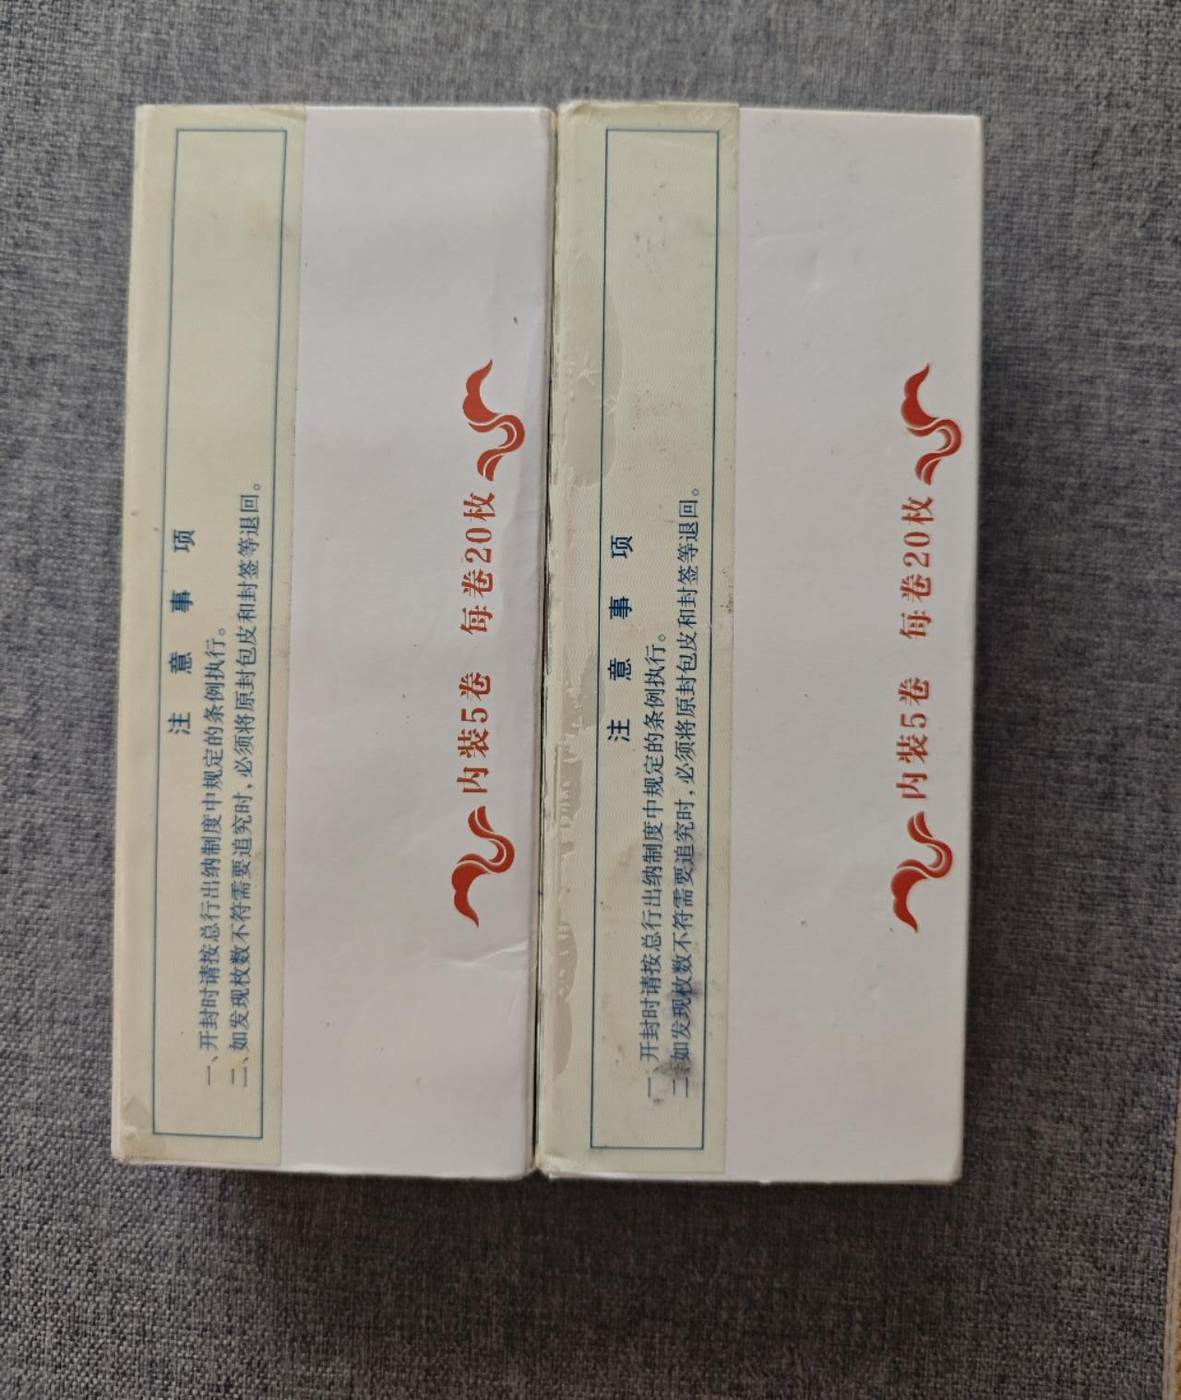 注意事项
一、开封时请按总行出纳制度中规定的条例执行。
二、如发现枚数不符需要追究时，必须将原封包皮和封签等退回。
内装5卷 每卷20枚
注意事项
一、开封时请按总行出纳制度中规定的条例执行。
二、如发现枚数不符需要追究时，必须将原封包皮和封签等退回。
内装5卷 每卷20枚